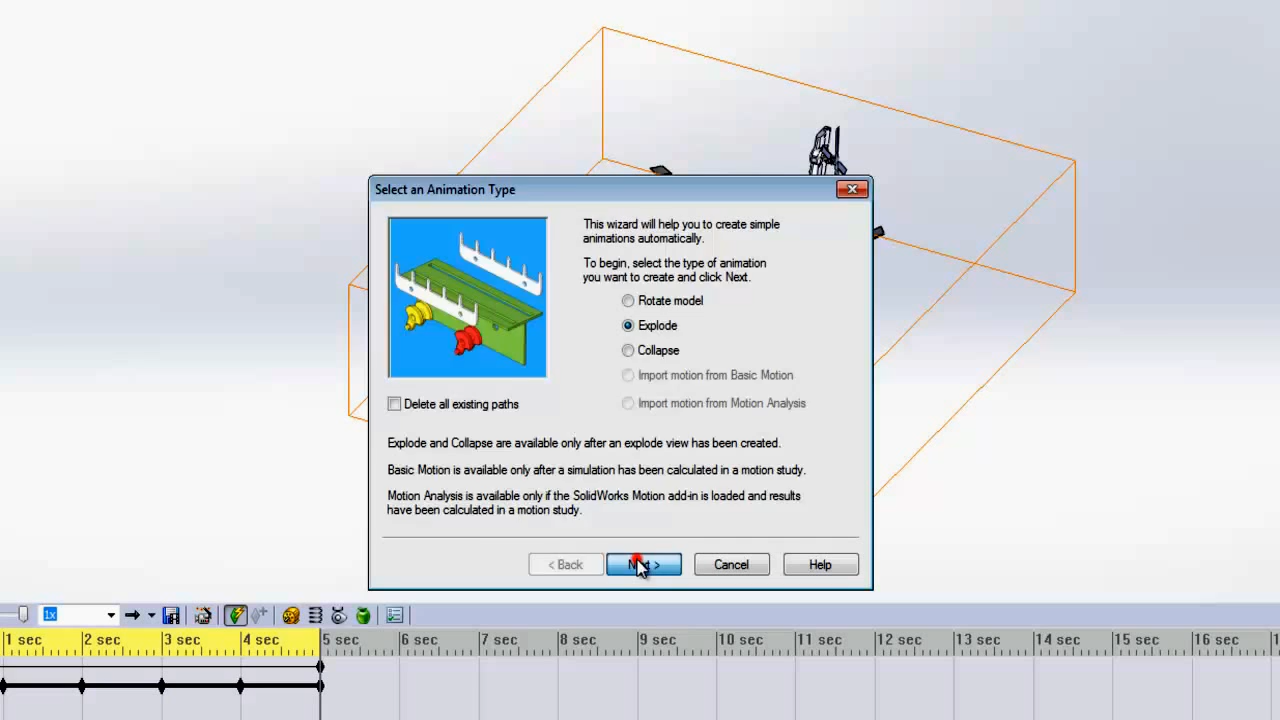 Select an Animation Type
This wizard will help you to create simple
animations automatically.
To begin, select the type of animation
you want to create and click Next.
Rotate model
Explode
Collapse
Import motion from Basic Motion
Import motion from Motion Analysis
Delete all existing paths
Explode and Collapse are available only after an explode view has been created.
Basic Motion is available only after a simulation has been calculated in a motion study.
Motion Analysis is available only if the SolidWorks Motion add-in is loaded and results
have been calculated in a motion study.
< Back Next > Cancel Help
1x
1 sec 2 sec 3 sec 4 sec 5 sec 6 sec 7 sec 8 sec 9 sec 10 sec 11 sec 12 sec 13 sec 14 sec 15 sec 16 sec